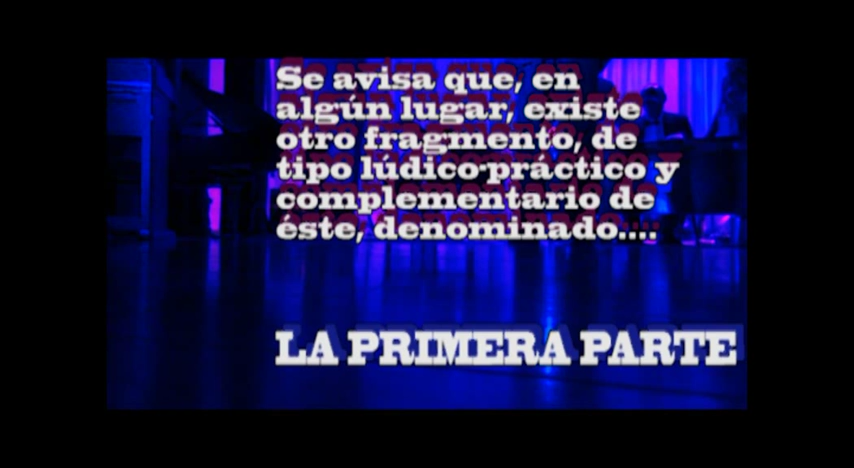 Se avisa que, en
algún lugar, existe
otro fragmento, de
tipo lúdico-práctico y
complementario de
éste, denominado....
LA PRIMERA PARTE